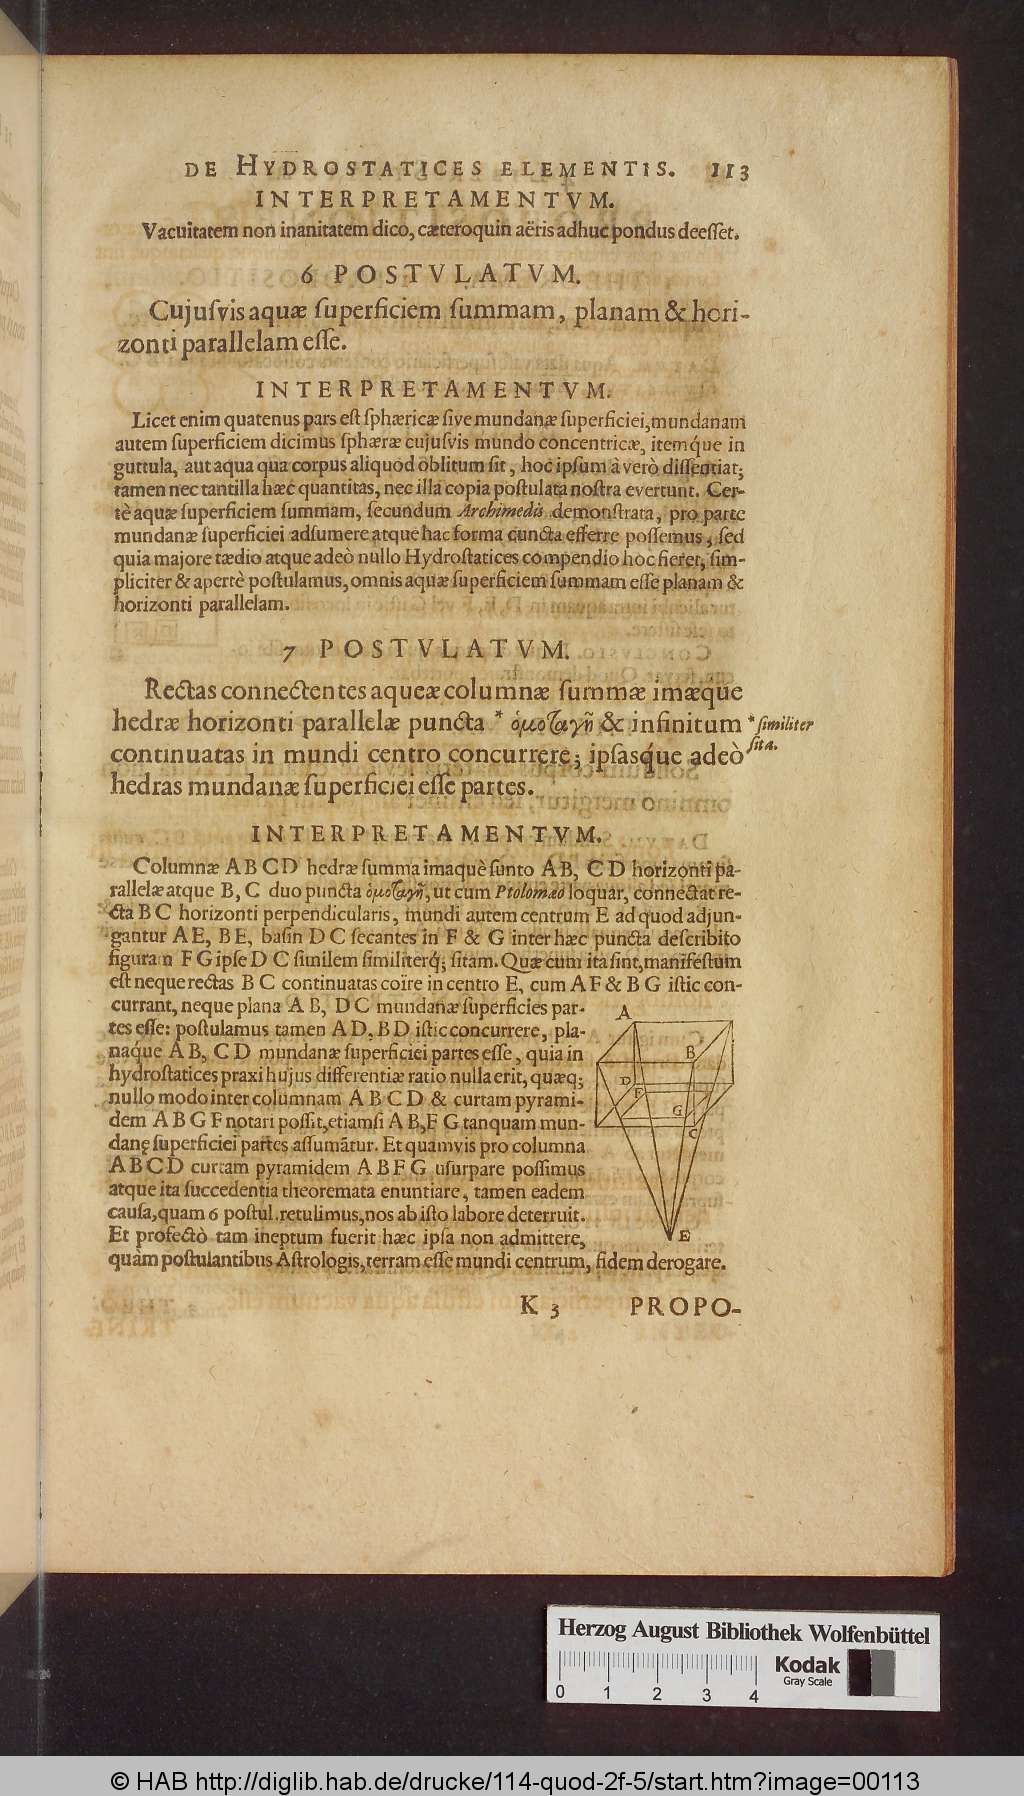 DE HYDROSTATICES ELEMENTIS. 113
INTERPRETAMENTVM.
Vacuitatem non inanitatem dico, cæteroquin aëris adhuc pondus deeſſet.
6 POSTVLATVM.
Cujuſvis aquæ ſuperficiem ſummam, planam & hori-
zonti parallelam eſſe.
INTERPRETAMENTVM.
Licet enim quatenus pars eſt ſphæricæ ſive mundanæ ſuperficiei, mundanam
autem ſuperficiem dicimus ſphæræ cujuſvis mundo concentricæ, itemq́ue in
guttula, aut aqua qua corpus aliquod oblitum ſit, hoc ipſum à verò diſſentiat;
tamen nec tantilla hæc quantitas, nec illa copia poſtulata noſtra evertunt. Cer-
tè aquæ ſuperficiem ſummam, ſecundum Archimedis demonſtrata, pro parte
mundanæ ſuperficiei adſumere atque hac forma cuncta efferre poſſemus, ſed
quia majore tædio atque adeò nullo Hydroſtatices compendio hoc fieret, ſim-
pliciter & apertè poſtulamus, omnis aquæ ſuperficiem ſummam eſſe planam &
horizonti parallelam.
7 POSTVLATVM.
Rectas connectentes aqueæ columnæ ſummæ imæq́ue
hedræ horizonti parallelæ puncta * ὁμοταγῆ & infinitum
* ſimiliter
continuatas in mundi centro concurrere; ipſasq́ue adeò
ſita.
hedras mundanæ ſuperficiei eſſe partes.
INTERPRETAMENTVM.
Columnæ ABCD hedræ ſumma imaquè ſunto AB, CD horizonti pa-
rallelæ atque B, C duo puncta ὁμοταγῆ, ut cum Ptolomæo loquar, connectat re-
cta BC horizonti perpendicularis, mundi autem centrum E ad quod adjun-
gantur AE, BE, baſin DC ſecantes in F & G inter hæc puncta deſcribito
figuram FG ipſe DC ſimilem ſimiliterq́; ſitam. Quæ cum ita ſint, manifeſtum
eſt neque rectas BC continuatas coïre in centro E, cum AF & BG iſtic con-
currant, neque plana AB, DC mundanæ ſuperficies par-
tes eſſe: poſtulamus tamen AD, BD iſtic concurrere, pla-
naq́ue AB, CD mundanæ ſuperficiei partes eſſe, quia in
hydroſtatices praxi hujus differentiæ ratio nulla erit, quæq;
nullo modo inter columnam ABCD & curtam pyrami-
dem ABGF notari poſſit, etiamſi AB, FG tanquam mun-
danę ſuperficiei partes aſſumãtur. Et quamvis pro columna
ABCD curtam pyramidem ABFG uſurpare poſſimus
atque ita ſuccedentia theoremata enuntiare, tamen eadem
cauſa, quam 6 poſtul. retulimus, nos ab iſto labore deterruit.
Et profectò tam ineptum fuerit hæc ipſa non admittere,
quàm poſtulantibus Aſtrologis, terram eſſe mundi centrum, fidem derogare.
A
B
D
F
G
C
E
K 3 PROPO-
Herzog August Bibliothek Wolfenbüttel
Kodak
Gray Scale
0 1 2 3 4
© HAB http://diglib.hab.de/drucke/114-quod-2f-5/start.htm?image=00113